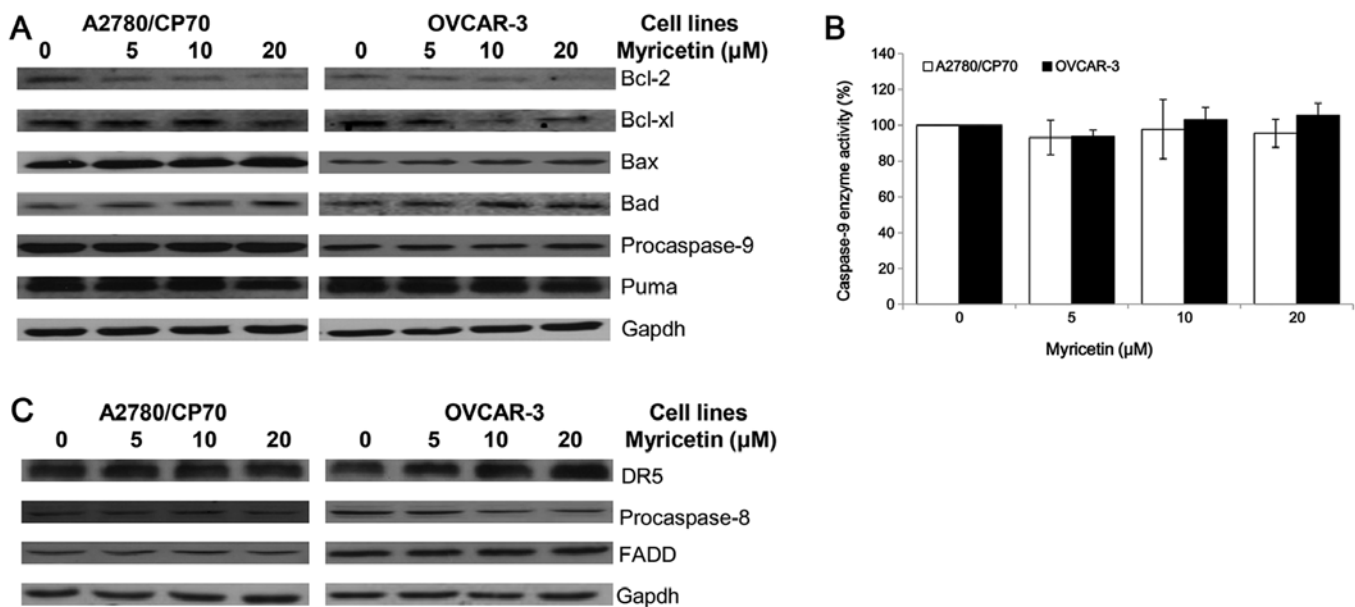 A
A2780/CP70 OVCAR-3 Cell lines
0 5 10 20 0 5 10 20 Myricetin (µM)
Bcl-2
Bcl-xl
Bax
Bad
Procaspase-9
Puma
Gapdh
B
Caspase-9 enzyme activity (%)
140
120
100
80
60
40
20
0
A2780/CP70 OVCAR-3
0 5 10 20
Myricetin (µM)
C
A2780/CP70 OVCAR-3 Cell lines
0 5 10 20 0 5 10 20 Myricetin (µM)
DR5
Procaspase-8
FADD
Gapdh